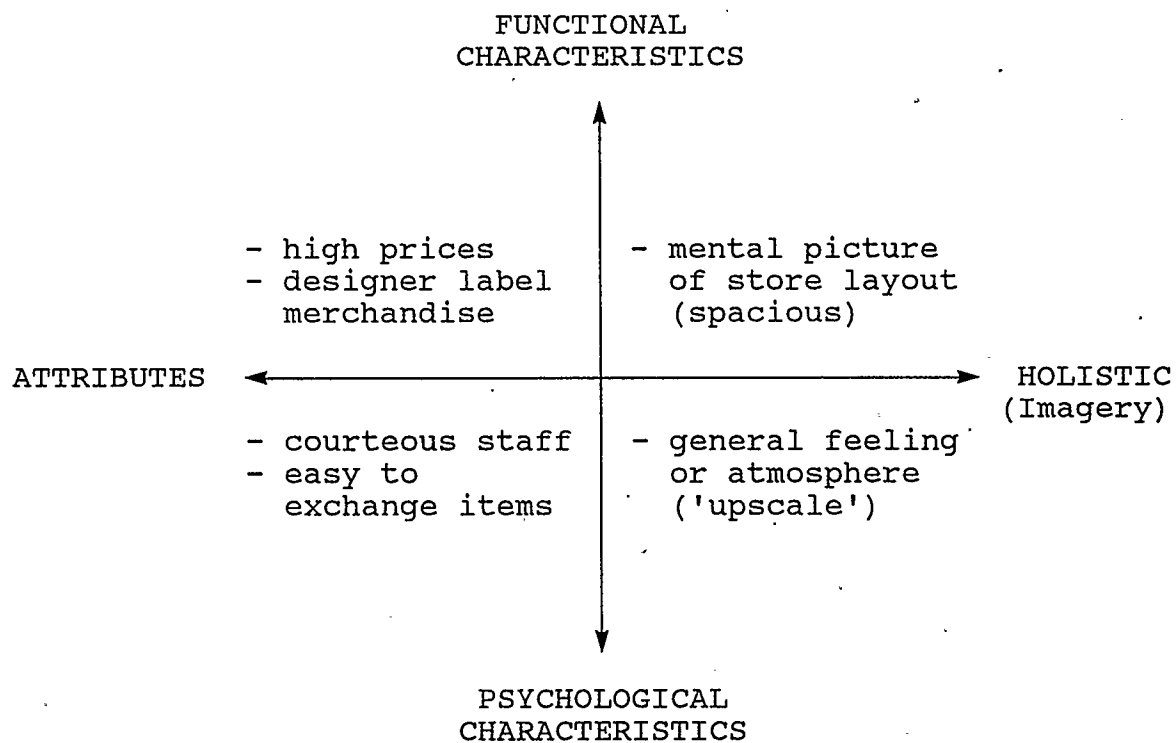 FUNCTIONAL
CHARACTERISTICS
- high prices
- designer label
merchandise
- mental picture
of store layout
(spacious)
ATTRIBUTES
HOLISTIC
(Imagery)
- courteous staff
- easy to
exchange items
- general feeling
or atmosphere
('upscale')
PSYCHOLOGICAL
CHARACTERISTICS